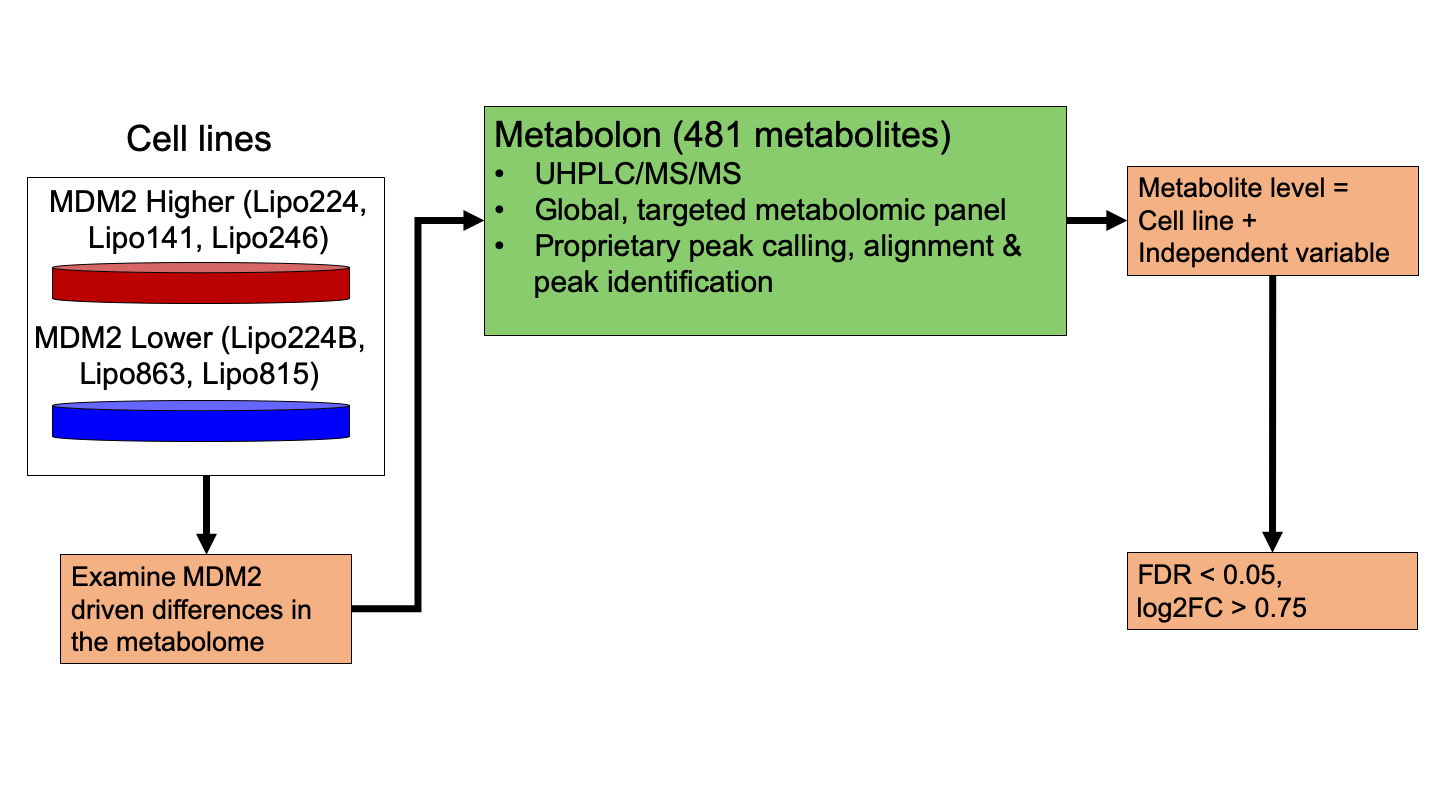 Cell lines
MDM2 Higher (Lipo224,
Lipo141, Lipo246)
MDM2 Lower (Lipo224B,
Lipo863, Lipo815)
Examine MDM2
driven differences in
the metabolome
Metabolon (481 metabolites)
• UHPLC/MS/MS
• Global, targeted metabolomic panel
• Proprietary peak calling, alignment &
peak identification
Metabolite level =
Cell line +
Independent variable
FDR < 0.05,
log2FC > 0.75